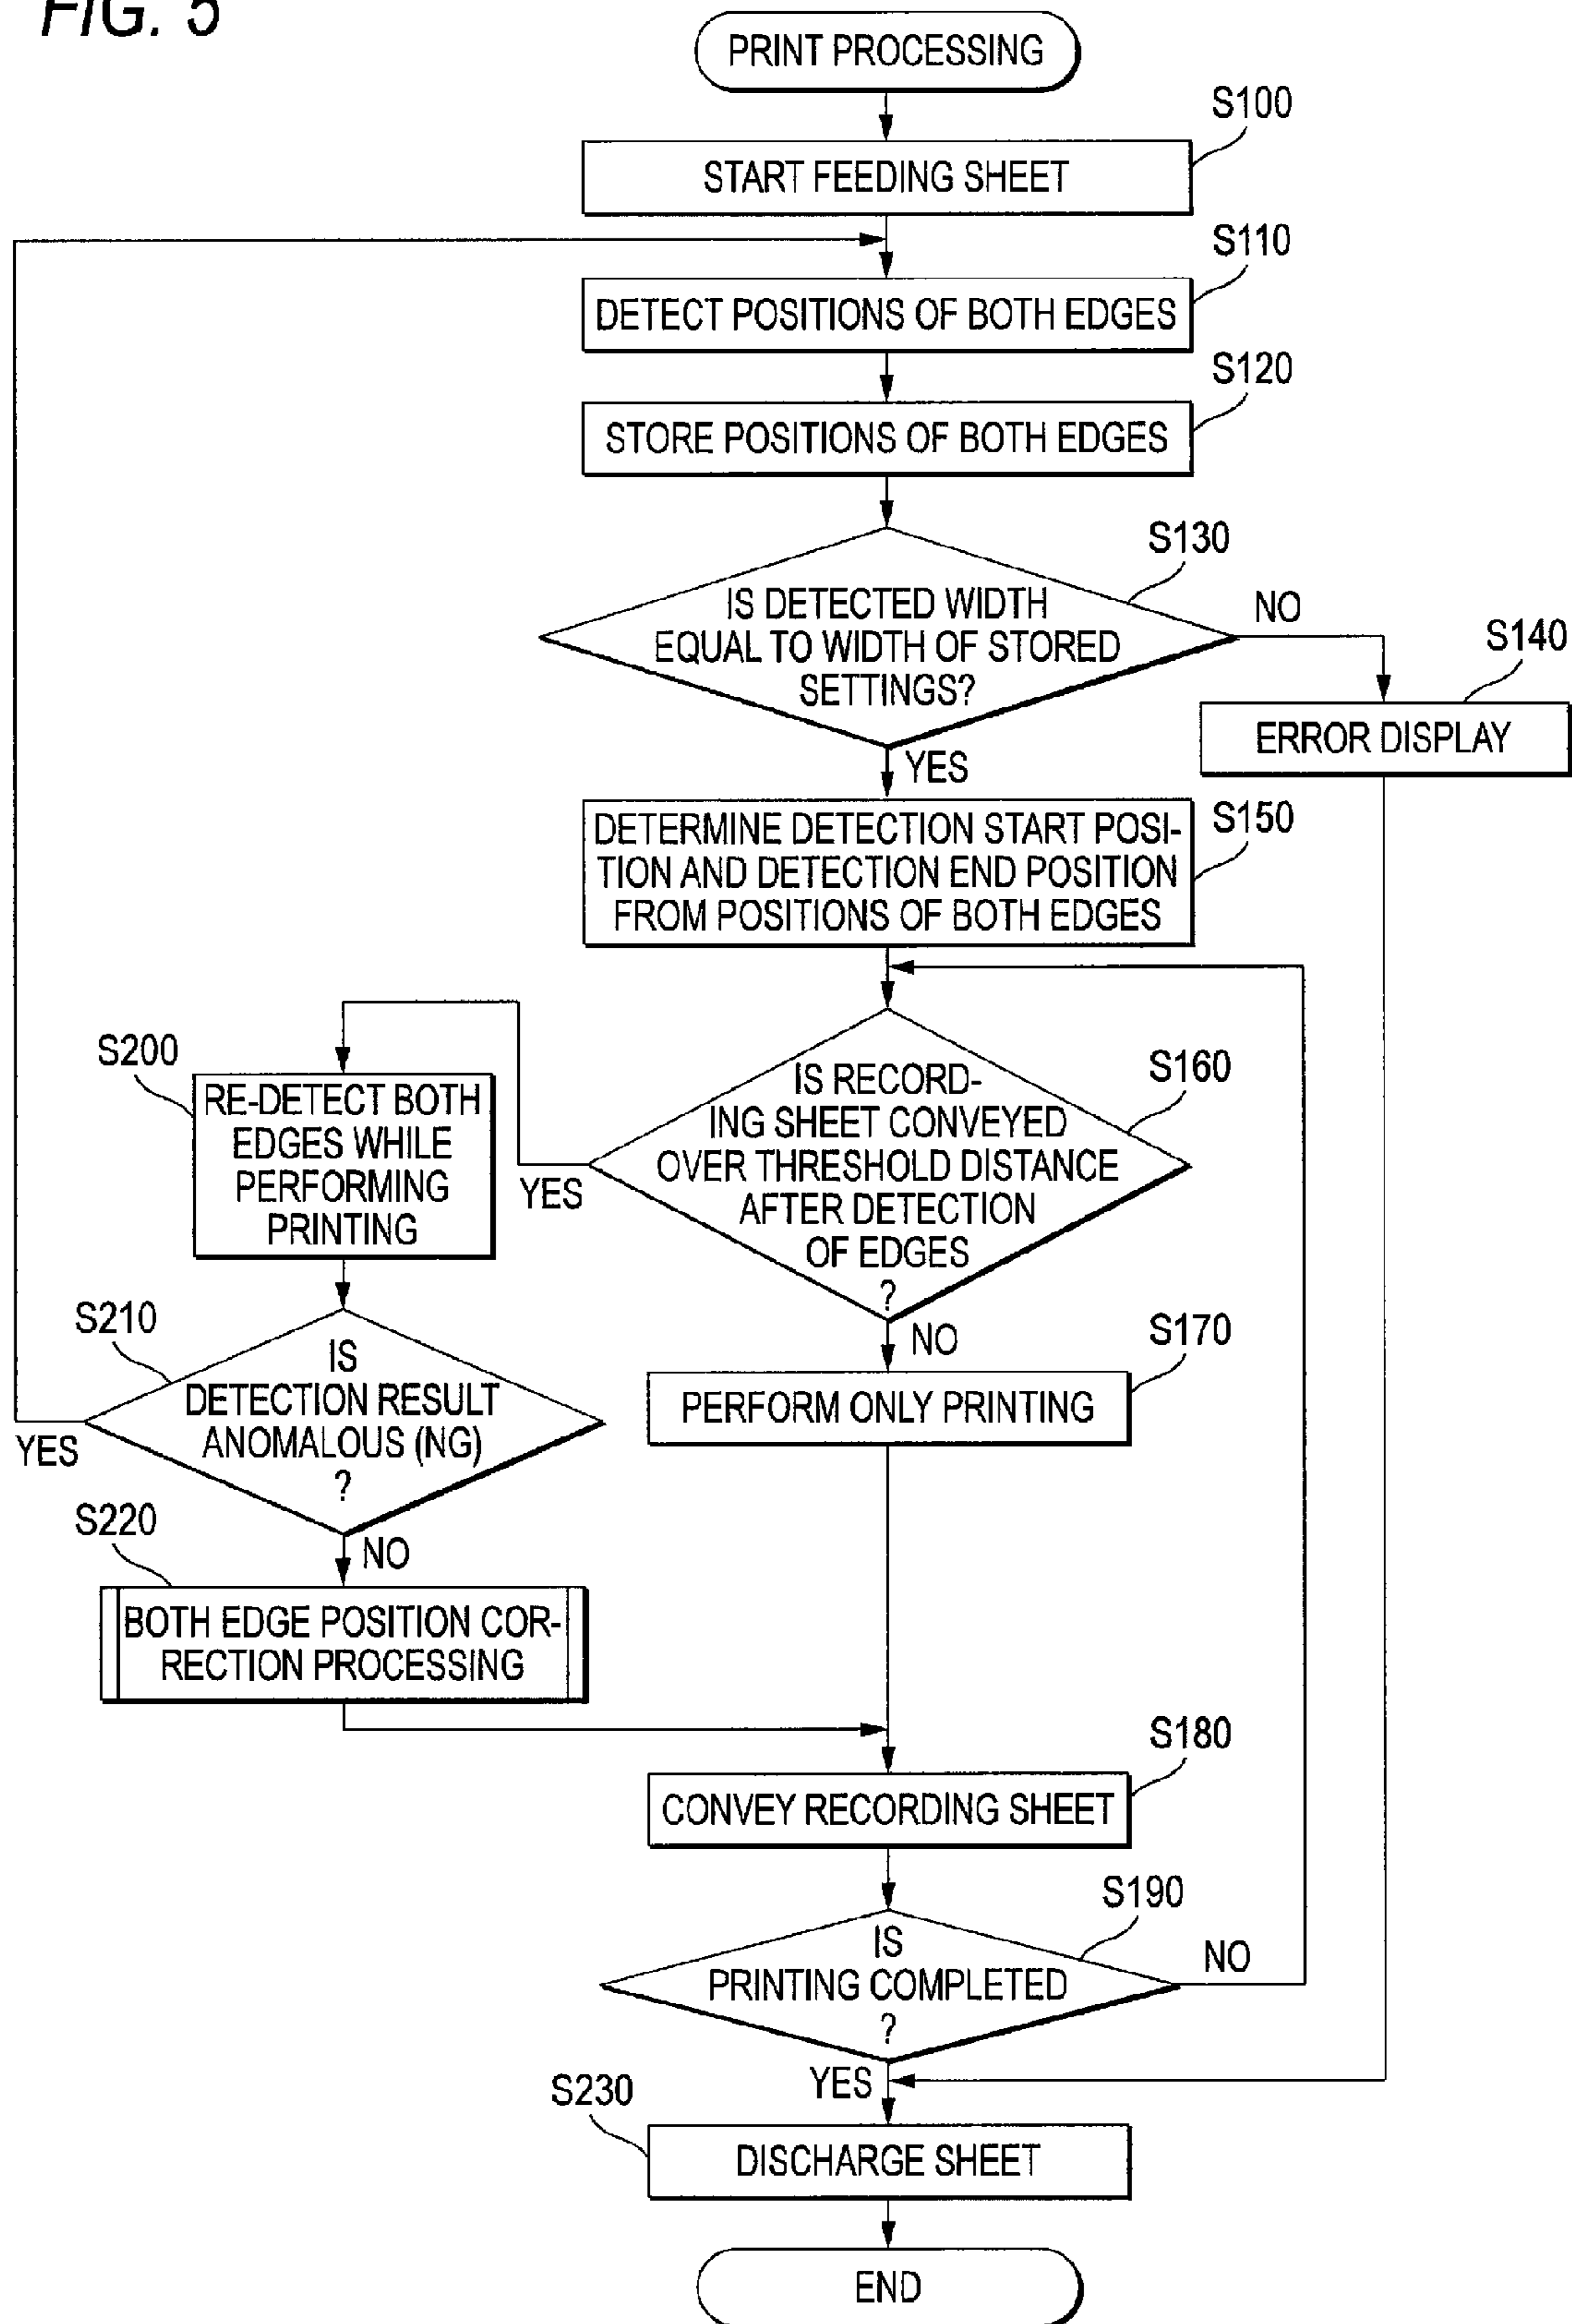 FIG. 5
PRINT PROCESSING
S100
START FEEDING SHEET
S110
DETECT POSITIONS OF BOTH EDGES
S120
STORE POSITIONS OF BOTH EDGES
S130
IS DETECTED WIDTH
EQUAL TO WIDTH OF STORED
SETTINGS?
NO
S140
ERROR DISPLAY
YES
S150
DETERMINE DETECTION START POSI-
TION AND DETECTION END POSITION
FROM POSITIONS OF BOTH EDGES
S160
IS RECORD-
ING SHEET CONVEYED
OVER THRESHOLD DISTANCE
AFTER DETECTION
OF EDGES
?
YES
S200
RE-DETECT BOTH
EDGES WHILE
PERFORMING
PRINTING
NO
S170
PERFORM ONLY PRINTING
S210
IS
DETECTION RESULT
ANOMALOUS (NG)
?
YES
NO
S220
BOTH EDGE POSITION COR-
RECTION PROCESSING
S180
CONVEY RECORDING SHEET
S190
IS
PRINTING COMPLETED
?
NO
YES
S230
DISCHARGE SHEET
END